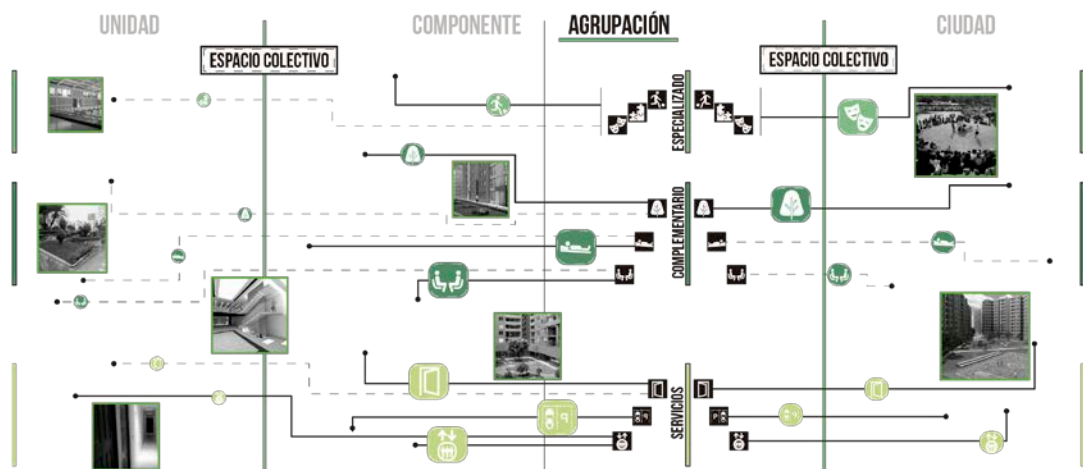 UNIDAD
COMPONENTE
AGRUPACIÓN
CIUDAD
ESPACIO COLECTIVO
ESPACIO COLECTIVO
ESPECIALIZADO
COMPLEMENTARIO
SERVICIOS